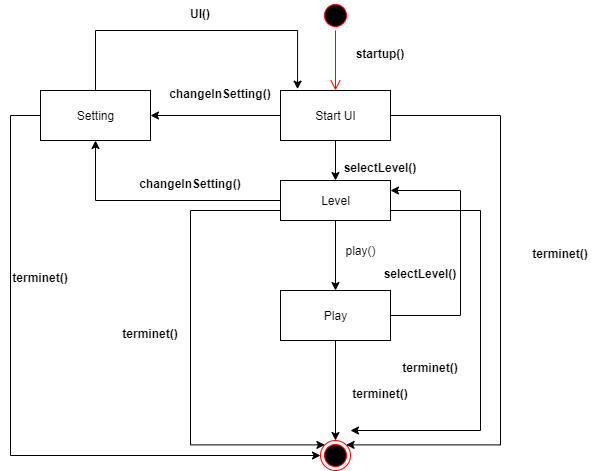 UI()
startup()
changeInSetting()
Setting
Start UI
selectLevel()
changeInSetting()
Level
play()
terminet()
selectLevel()
terminet()
Play
terminet()
terminet()
terminet()